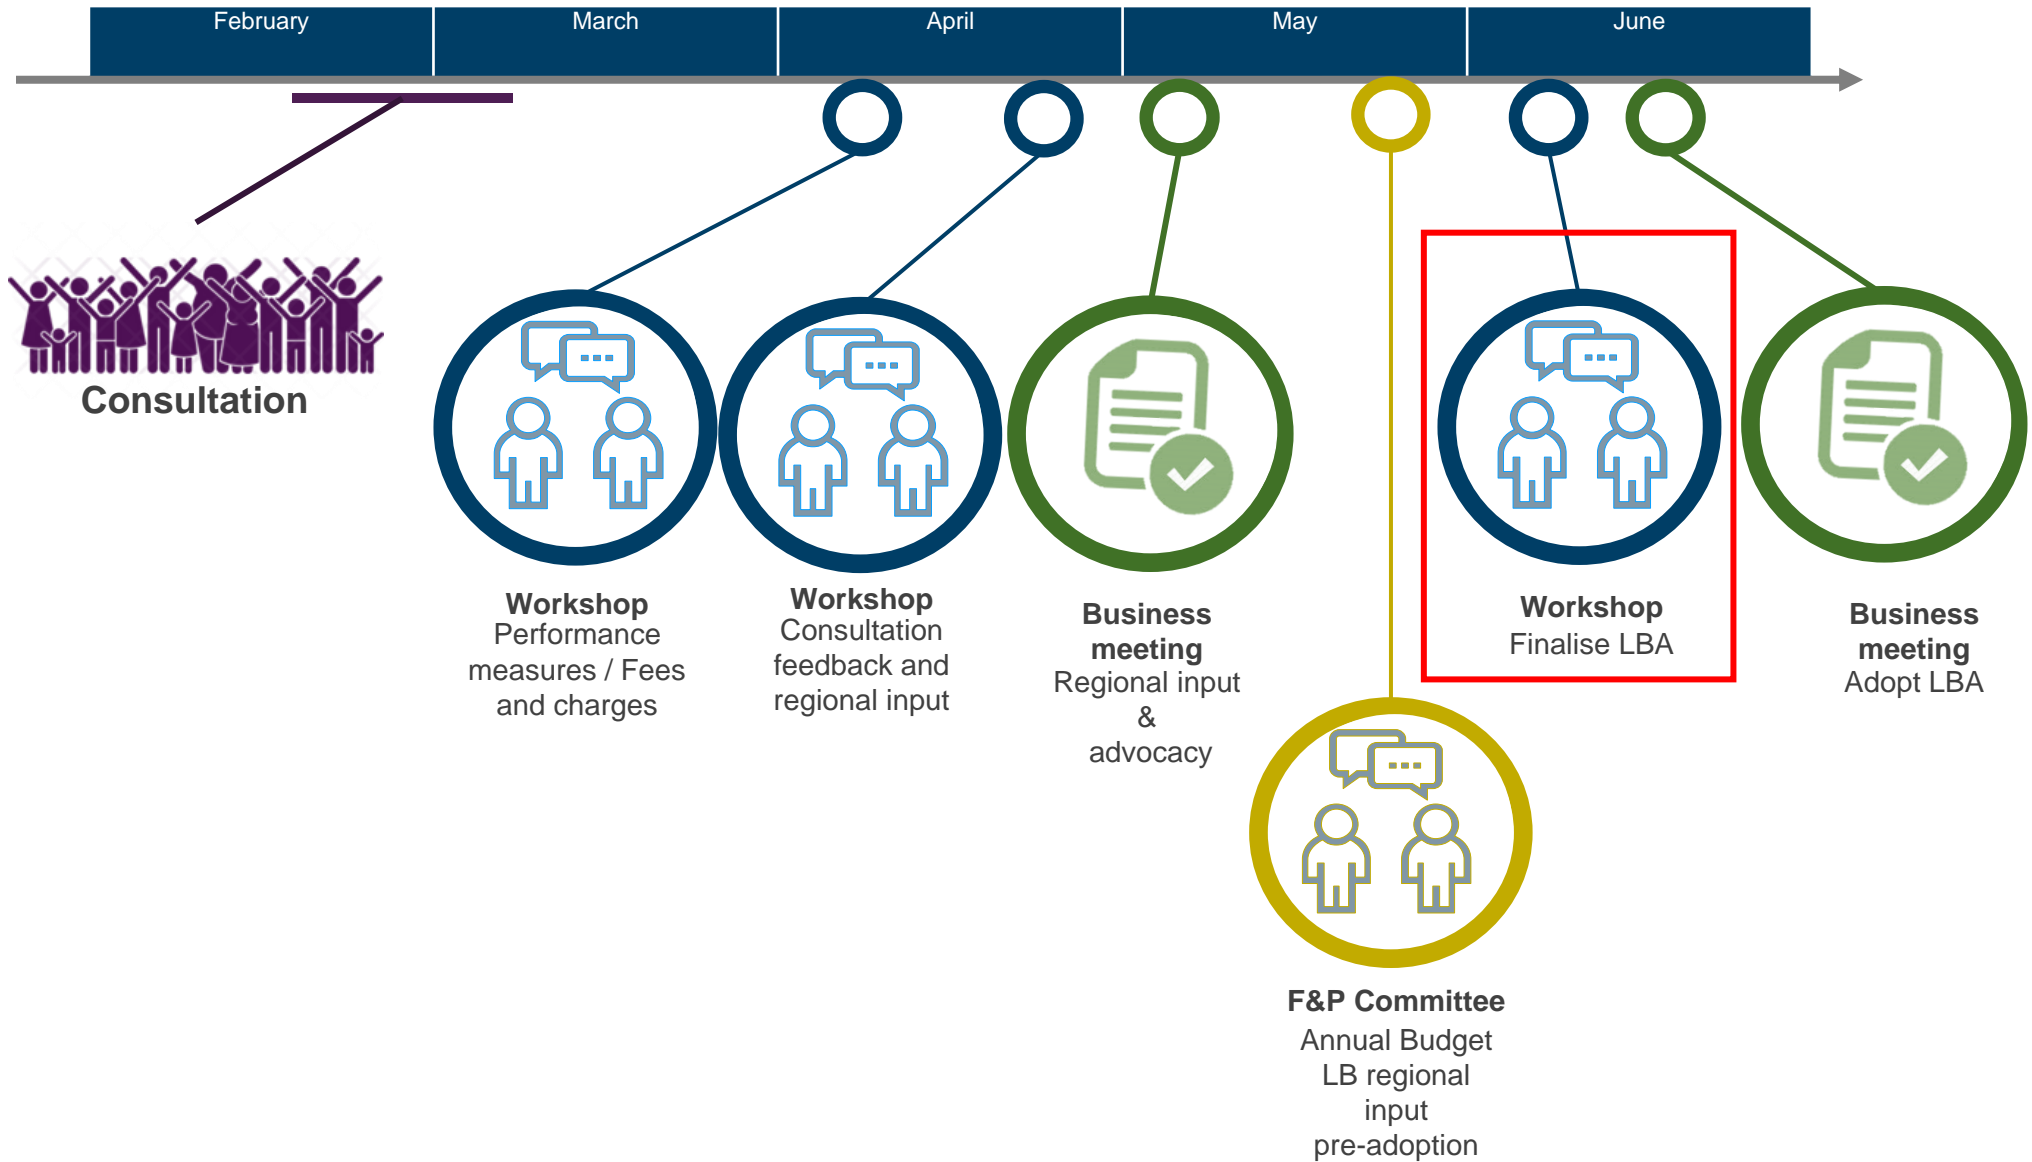 February
March
April
May
June
Consultation
Workshop
Performance
measures / Fees
and charges
Workshop
Consultation
feedback and
regional input
Business
meeting
Regional input
&
advocacy
F&P Committee
Annual Budget
LB regional
input
pre-adoption
Workshop
Finalise LBA
Business
meeting
Adopt LBA